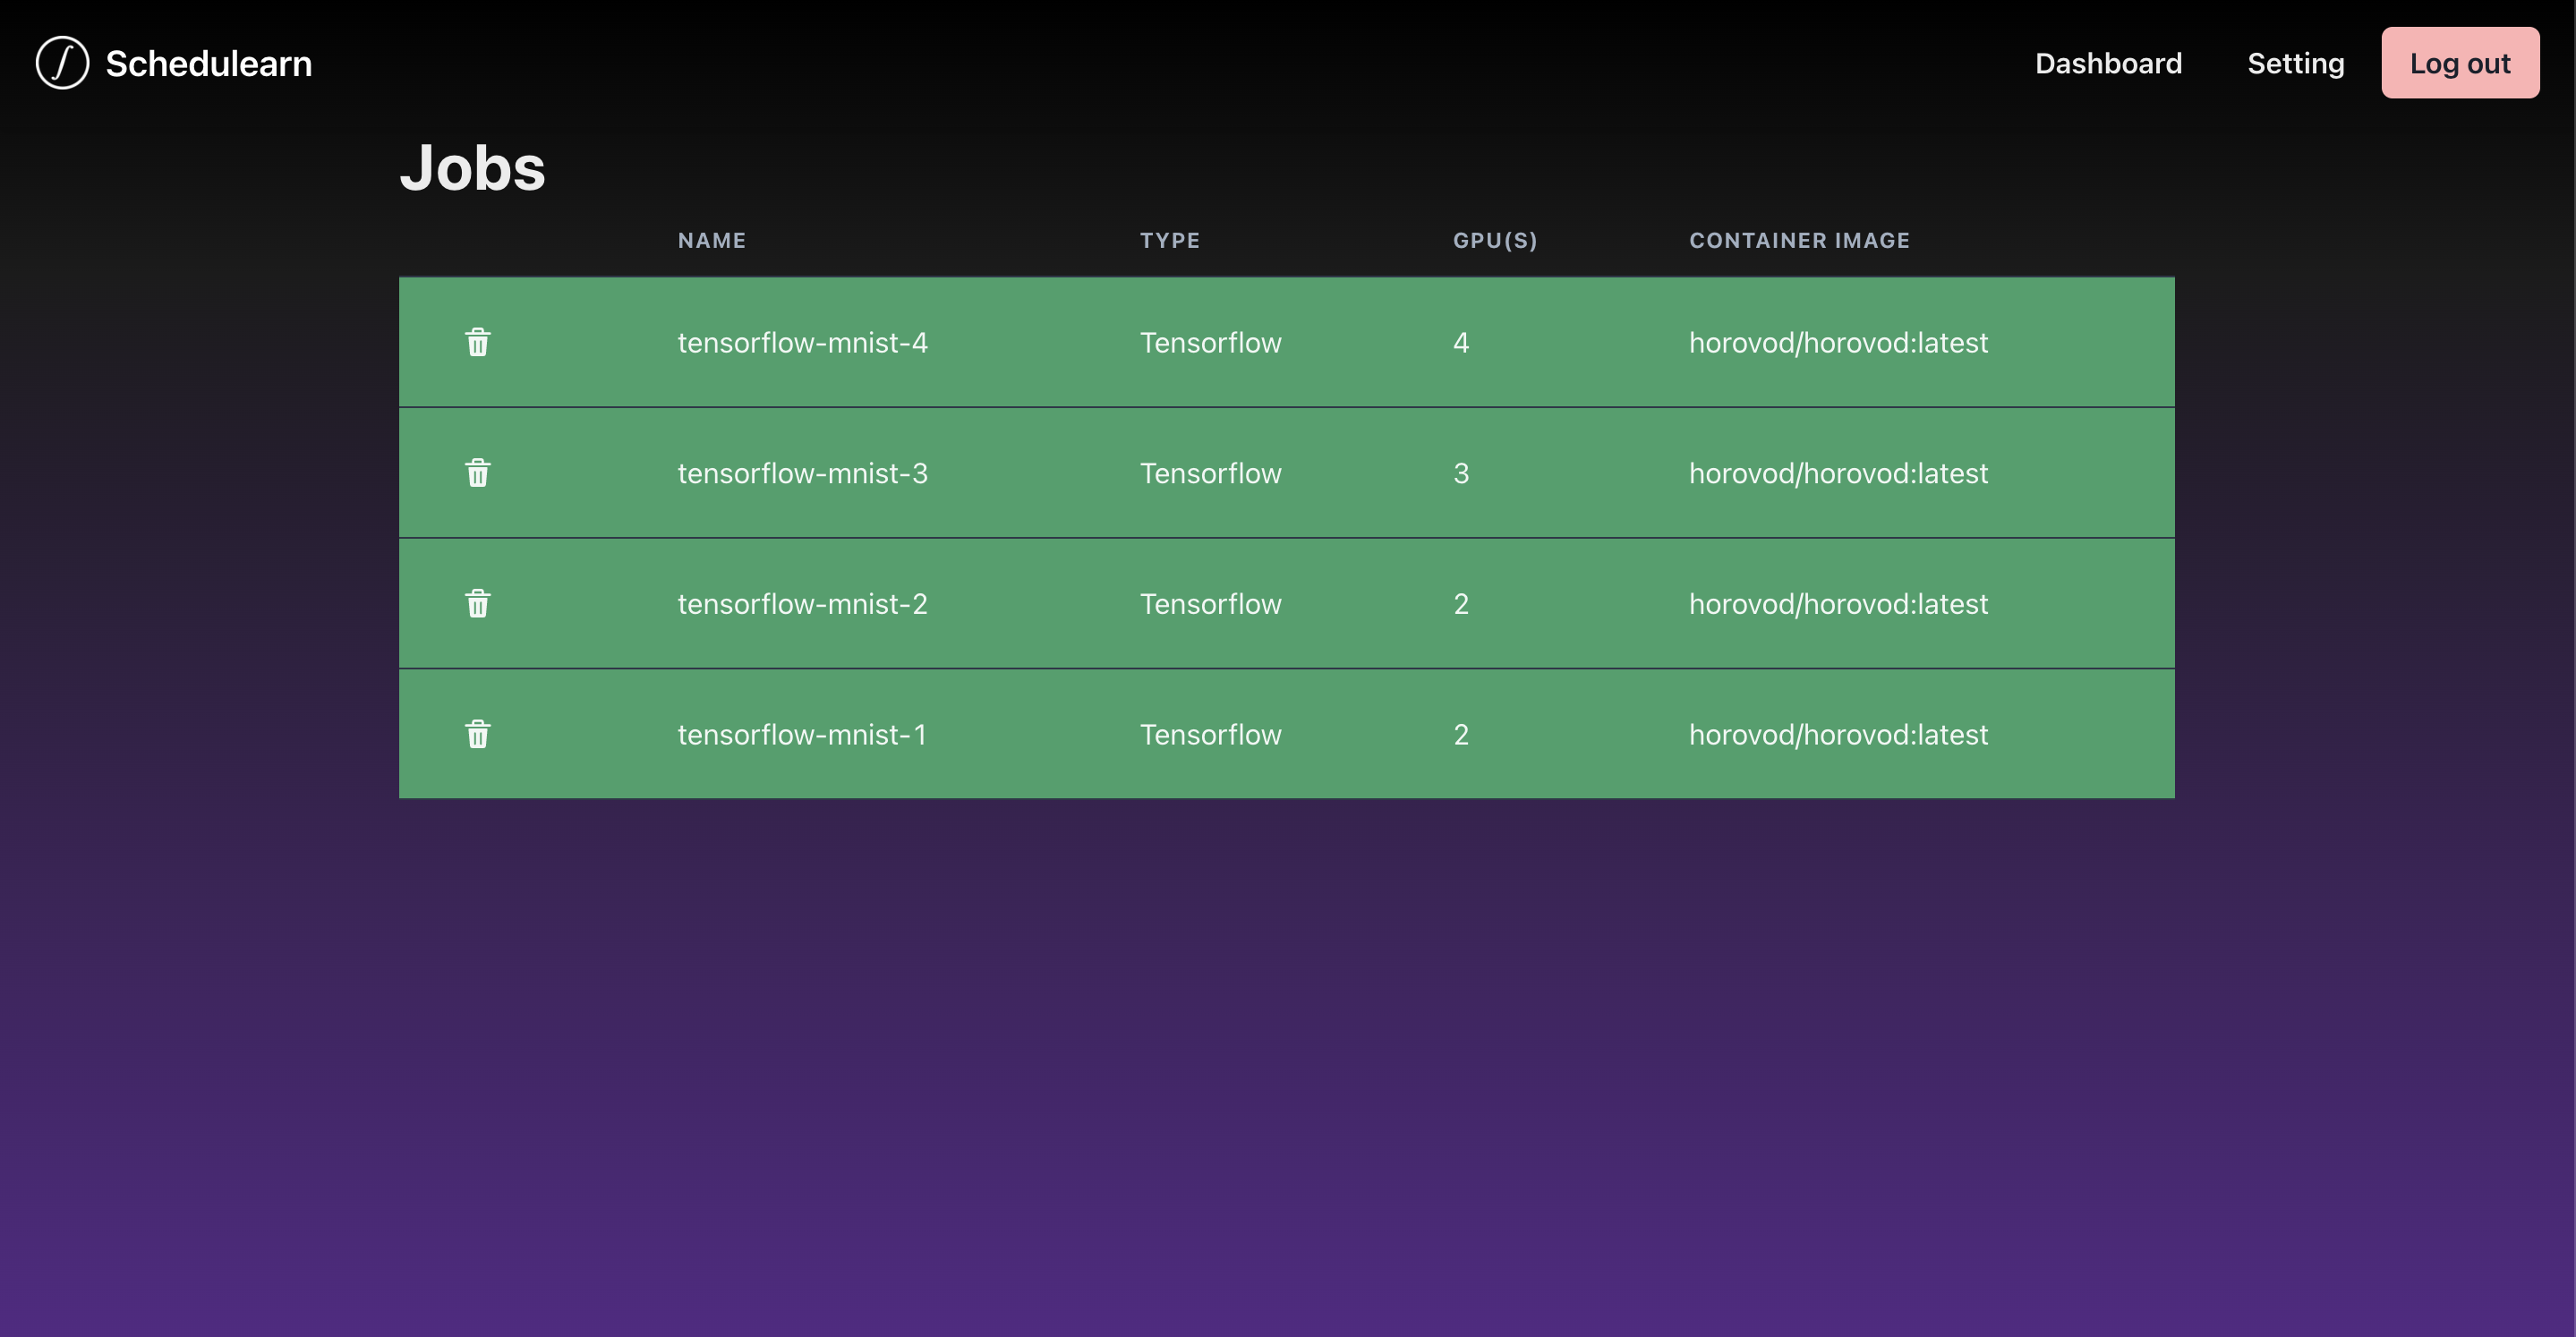 Schedulearn Dashboard Setting Log out
Jobs
NAME TYPE GPU(S) CONTAINER IMAGE
tensorflow-mnist-4 Tensorflow 4 horovod/horovod:latest
tensorflow-mnist-3 Tensorflow 3 horovod/horovod:latest
tensorflow-mnist-2 Tensorflow 2 horovod/horovod:latest
tensorflow-mnist-1 Tensorflow 2 horovod/horovod:latest